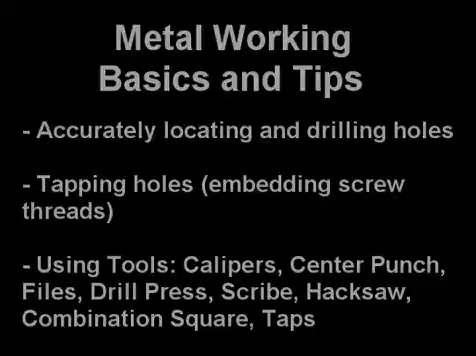 Metal Working
Basics and Tips
- Accurately locating and drilling holes
- Tapping holes (embedding screw
threads)
- Using Tools: Calipers, Center Punch,
Files, Drill Press, Scribe, Hacksaw,
Combination Square, Taps